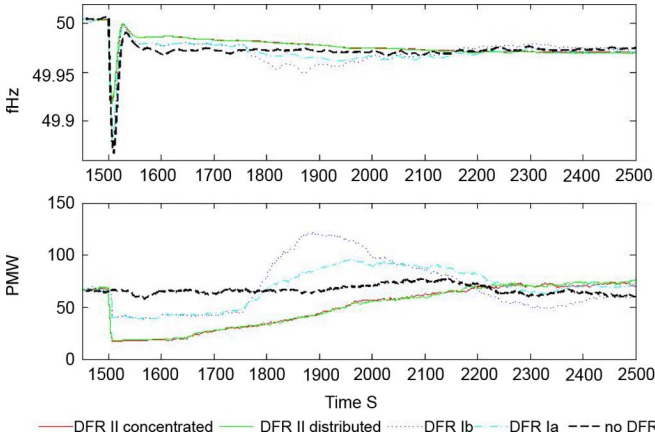 50
49.95
49.9
fHz
1500 1600 1700 1800 1900 2000 2100 2200 2300 2400 2500
150
100
50
0
PMW
1500 1600 1700 1800 1900 2000 2100 2200 2300 2400 2500
Time S
DFR II concentrated DFR II distributed DFR Ib DFR Ia no DFR